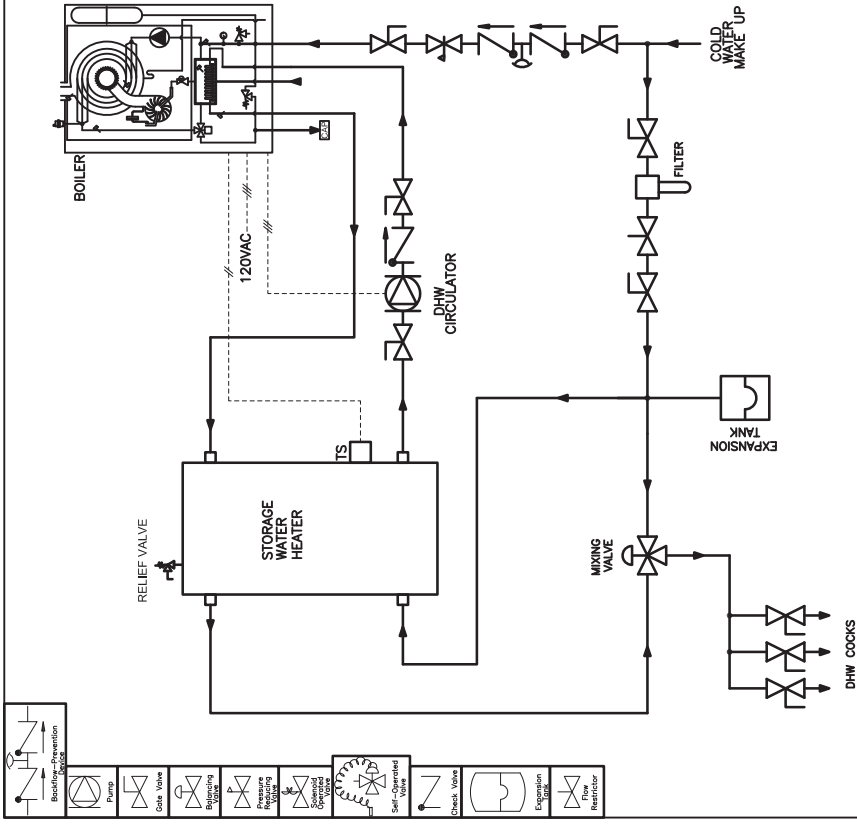 BOILER
120VAC
CAP
COLD
WATER
MAKE UP
FILTER
DHW
CIRCULATOR
TS
RELIEF VALVE
STORAGE
WATER
HEATER
EXPANSION
TANK
MIXING
VALVE
DHW COCKS
Backflow-Prevention
Device
Pump
Gate Valve
Balancing
Valve
Pressure
Reducing
Valve
Solenoid
Operated
Valve
Self-Operated
Valve
Check Valve
Expansion
Tank
Flow
Restrictor